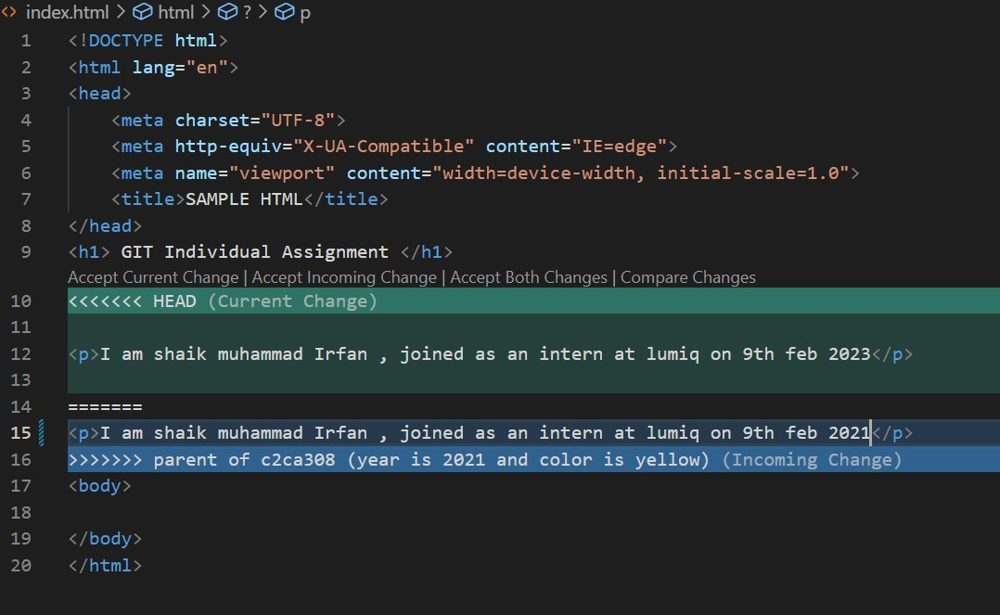 index.html > html > ? > p
1 <!DOCTYPE html>
2 <html lang="en">
3 <head>
4     <meta charset="UTF-8">
5     <meta http-equiv="X-UA-Compatible" content="IE=edge">
6     <meta name="viewport" content="width=device-width, initial-scale=1.0">
7     <title>SAMPLE HTML</title>
8 </head>
9 <h1> GIT Individual Assignment </h1>
Accept Current Change | Accept Incoming Change | Accept Both Changes | Compare Changes
10 <<<<<<< HEAD (Current Change)
11
12 <p>I am shaik muhammad Irfan , joined as an intern at lumiq on 9th feb 2023</p>
13
14 =======
15 <p>I am shaik muhammad Irfan , joined as an intern at lumiq on 9th feb 2021</p>
16 >>>>>>> parent of c2ca308 (year is 2021 and color is yellow) (Incoming Change)
17 <body>
18
19 </body>
20 </html>